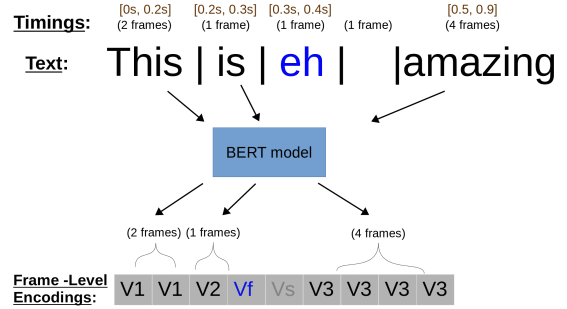 Timings: [0s, 0.2s] [0.2s, 0.3s] [0.3s, 0.4s] [0.5, 0.9]
(2 frames) (1 frame) (1 frame) (1 frame) (4 frames)
Text: This | is | eh | |amazing
BERT model
(2 frames) (1 frames) (4 frames)
Frame -Level
Encodings:
V1 V1 V2 Vf Vs V3 V3 V3 V3